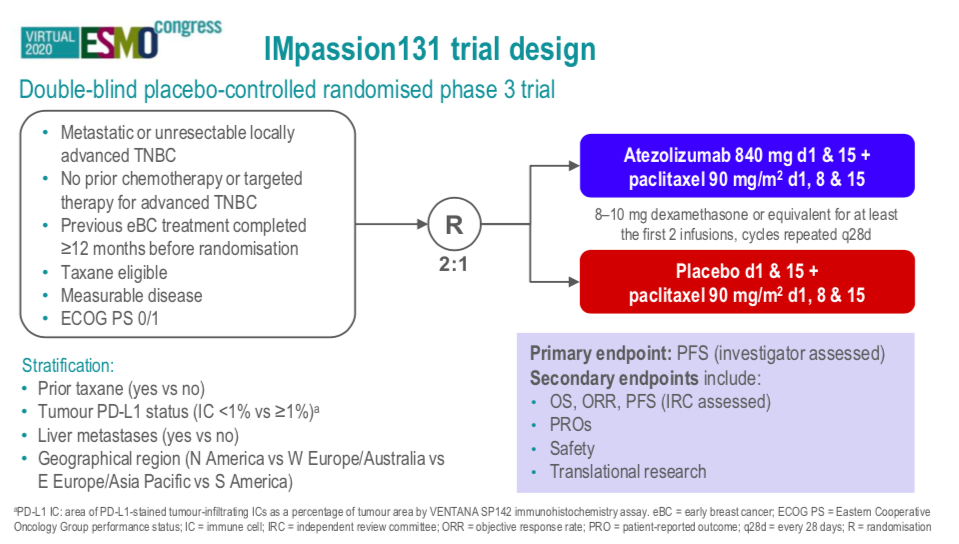 VIRTUAL
2020
ESMO congress
IMpassion131 trial design
Double-blind placebo-controlled randomised phase 3 trial
• Metastatic or unresectable locally
advanced TNBC
• No prior chemotherapy or targeted
therapy for advanced TNBC
• Previous eBC treatment completed
≥12 months before randomisation
• Taxane eligible
• Measurable disease
• ECOG PS 0/1
R
2:1
Atezolizumab 840 mg d1 & 15 +
paclitaxel 90 mg/m² d1, 8 & 15
8–10 mg dexamethasone or equivalent for at least
the first 2 infusions, cycles repeated q28d
Placebo d1 & 15 +
paclitaxel 90 mg/m² d1, 8 & 15
Stratification:
• Prior taxane (yes vs no)
• Tumour PD-L1 status (IC <1% vs ≥1%)ᵃ
• Liver metastases (yes vs no)
• Geographical region (N America vs W Europe/Australia vs
E Europe/Asia Pacific vs S America)
Primary endpoint: PFS (investigator assessed)
Secondary endpoints include:
• OS, ORR, PFS (IRC assessed)
• PROs
• Safety
• Translational research
ᵃPD-L1 IC: area of PD-L1-stained tumour-infiltrating ICs as a percentage of tumour area by VENTANA SP142 immunohistochemistry assay. eBC = early breast cancer; ECOG PS = Eastern Cooperative
Oncology Group performance status; IC = immune cell; IRC = independent review committee; ORR = objective response rate; PRO = patient-reported outcome; q28d = every 28 days; R = randomisation